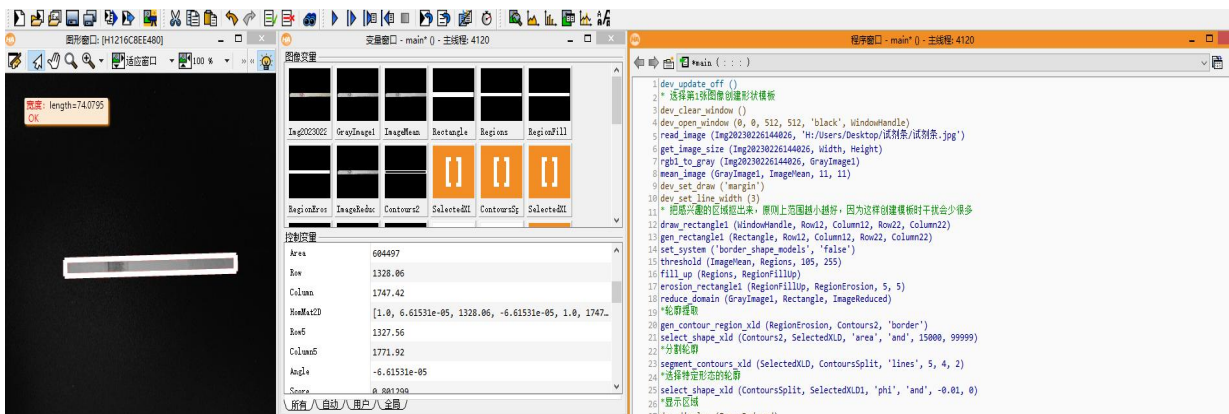 图形窗口: [H1216C8EE480]
适应窗口
100 %
宽度: length=74.0795
OK
变量窗口 - main* () - 主线程: 4120
图像变量
Img2023022 GrayImage1 ImageMean Rectangle Regions RegionFill
RegionEros ImageReduc Contours2 SelectedXL ContoursSp SelectedXL
控制变量
Area 604497
Row 1328.06
Column 1747.42
HomMat2D [1.0, 6.61531e-05, 1328.06, -6.61531e-05, 1.0, 1747...
Row5 1327.56
Column5 1771.92
Angle -6.61531e-05
Score 0.801299
所有 自动 用户 全局
程序窗口 - main* () - 主线程: 4120
*main ( : : : )
1 dev_update_off ()
2 * 选择第1张图像创建形状模板
3 dev_clear_window ()
4 dev_open_window (0, 0, 512, 512, 'black', WindowHandle)
5 read_image (Img20230226144026, 'H:/Users/Desktop/试剂条/试剂条.jpg')
6 get_image_size (Img20230226144026, Width, Height)
7 rgb1_to_gray (Img20230226144026, GrayImage1)
8 mean_image (GrayImage1, ImageMean, 11, 11)
9 dev_set_draw ('margin')
10 dev_set_line_width (3)
11 * 把感兴趣的区域抠出来，原则上范围越小越好，因为这样创建模板时干扰会少很多
12 draw_rectangle1 (WindowHandle, Row12, Column12, Row22, Column22)
13 gen_rectangle1 (Rectangle, Row12, Column12, Row22, Column22)
14 set_system ('border_shape_models', 'false')
15 threshold (ImageMean, Regions, 105, 255)
16 fill_up (Regions, RegionFillUp)
17 erosion_rectangle1 (RegionFillUp, RegionErosion, 5, 5)
18 reduce_domain (GrayImage1, Rectangle, ImageReduced)
19 *轮廓提取
20 gen_contour_region_xld (RegionErosion, Contours2, 'border')
21 select_shape_xld (Contours2, SelectedXLD, 'area', 'and', 15000, 99999)
22 *分割轮廓
23 segment_contours_xld (SelectedXLD, ContoursSplit, 'lines', 5, 4, 2)
24 *选择特定形态的轮廓
25 select_shape_xld (ContoursSplit, SelectedXLD1, 'phi', 'and', -0.01, 0)
26 *显示区域